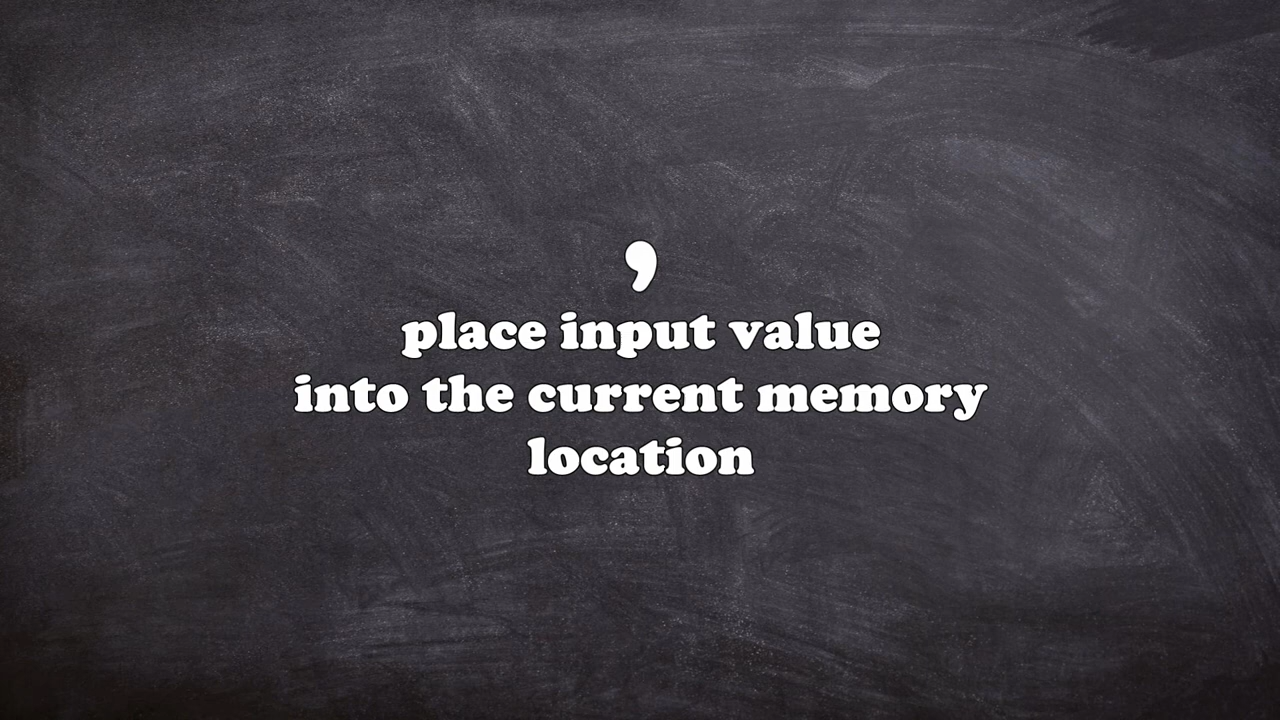 ,
place input value
into the current memory
location